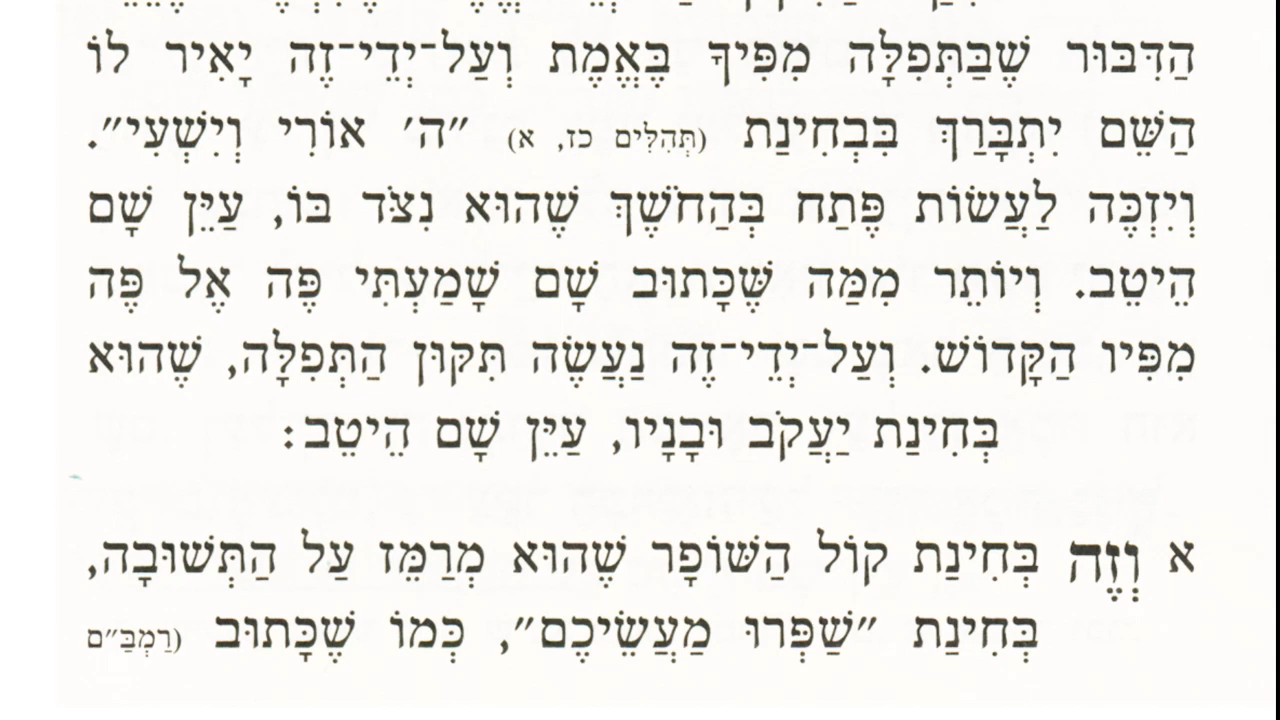 הַדִּבּוּר שֶׁבַּתְּפִלָּה מִפִּיךָ בֶּאֱמֶת וְעַל־יְדֵי־זֶה יָאִיר לוֹ
הַשֵּׁם יִתְבָּרַךְ בִּבְחִינַת (תְּהִלִּים כז, א) "ה' אוֹרִי וְיִשְׁעִי".
וְיִזְכֶּה לַעֲשׂוֹת פֶּתַח בְּהַחֹשֶׁךְ שֶׁהוּא נִצֹּד בּוֹ, עַיֵּן שָׁם
הֵיטֵב. וְיוֹתֵר מִמַּה שֶּׁכָּתוּב שָׁם שָׁמַעְתִּי פֶּה אֶל פֶּה
מִפִּיו הַקָּדוֹשׁ. וְעַל־יְדֵי־זֶה נַעֲשֶׂה תִּקּוּן הַתְּפִלָּה, שֶׁהוּא
בְּחִינַת יַעֲקֹב וּבָנָיו, עַיֵּן שָׁם הֵיטֵב:
א וְזֶה בְּחִינַת קוֹל הַשּׁוֹפָר שֶׁהוּא מְרַמֵּז עַל הַתְּשׁוּבָה,
בְּחִינַת "שַׁפְּרוּ מַעֲשֵׂיכֶם", כְּמוֹ שֶׁכָּתוּב (רַמְבַּ"ם